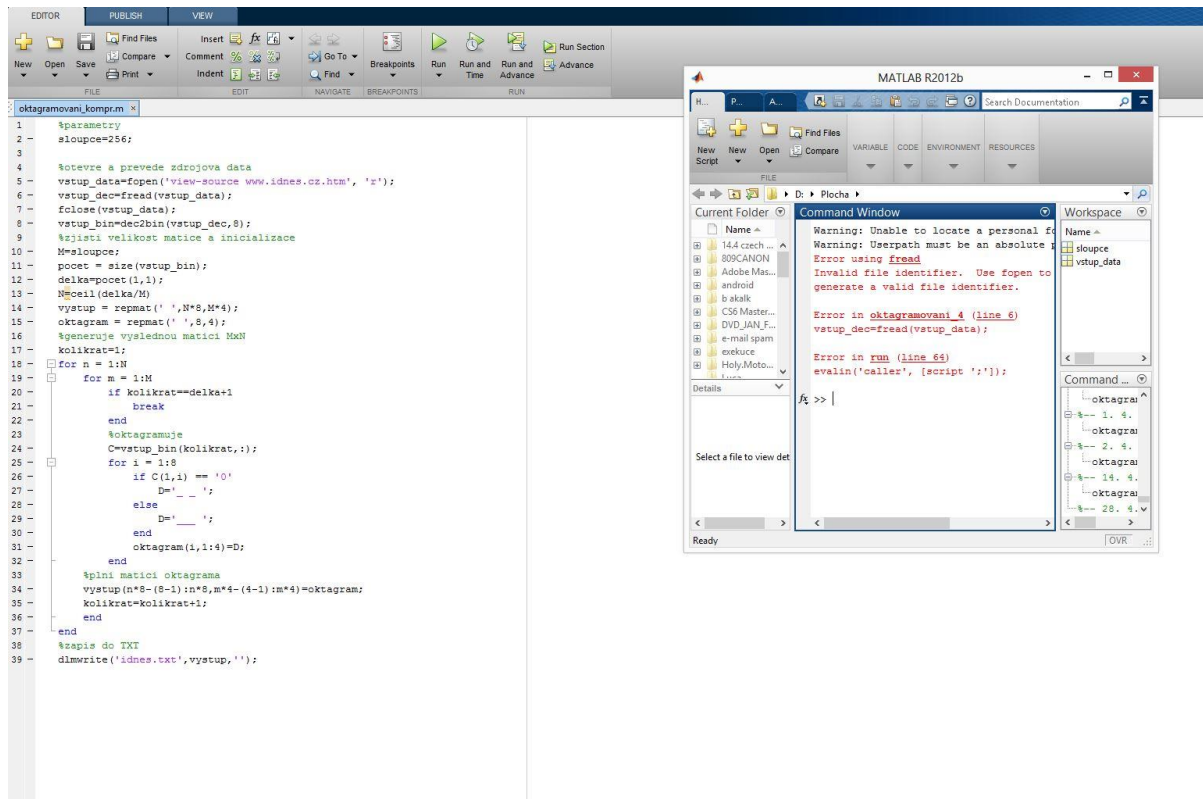 EDITOR PUBLISH VIEW
New Open Save Find Files Compare Print
Insert fx
Comment %
Indent
Go To
Find
Breakpoints
Run Run and Time Run and Advance Run Section Advance
FILE EDIT NAVIGATE BREAKPOINTS RUN
oktagramovani_kompr.m ×
1 %parametry
2 – sloupce=256;
3
4 %otevre a prevede zdrojova data
5 – vstup_data=fopen('view-source www.idnes.cz.htm', 'r');
6 – vstup_dec=fread(vstup_data);
7 – fclose(vstup_data);
8 – vstup_bin=dec2bin(vstup_dec,8);
9 %zjisti velikost matice a inicializace
10 – M=sloupce;
11 – pocet = size(vstup_bin);
12 – delka=pocet(1,1);
13 – N=ceil(delka/M)
14 – vystup = repmat(' ',N*8,M*4);
15 – oktagram = repmat(' ',8,4);
16 %generuje vyslednou matici MxN
17 – kolikrat=1;
18 – for n = 1:N
19 – for m = 1:M
20 – if kolikrat==delka+1
21 – break
22 – end
23 %oktagramuje
24 – C=vstup_bin(kolikrat,:);
25 – for i = 1:8
26 – if C(1,i) == '0'
27 – D='_ _ ';
28 – else
29 – D='___ ';
30 – end
31 – oktagram(i,1:4)=D;
32 – end
33 %plni matici oktagrama
34 – vystup(n*8-(8-1):n*8,m*4-(4-1):m*4)=oktagram;
35 – kolikrat=kolikrat+1;
36 – end
37 – end
38 %zapis do TXT
39 – dlmwrite('idnes.txt',vystup,'');
MATLAB R2012b
H... P... A... Search Documentation
New Script New Open Find Files Compare VARIABLE CODE ENVIRONMENT RESOURCES
FILE
D: Plocha
Current Folder
Name
14.4 czech ...
809CANON
Adobe Mas...
android
b akalk
CS6 Master...
DVD_JAN_F...
e-mail spam
exekuce
Holy.Moto...
Details
Select a file to view det
Command Window
Warning: Unable to locate a personal fo
Warning: Userpath must be an absolute p
Error using fread
Invalid file identifier. Use fopen to
generate a valid file identifier.
Error in oktagramovani_4 (line 6)
vstup_dec=fread(vstup_data);
Error in run (line 64)
evalin('caller', [script ';']);
fx >>
Workspace
Name
sloupce
vstup_data
Command ...
oktagrai
%-- 1. 4.
oktagrai
%-- 2. 4.
oktagrai
%-- 14. 4.
oktagrai
%-- 28. 4.
Ready OVR